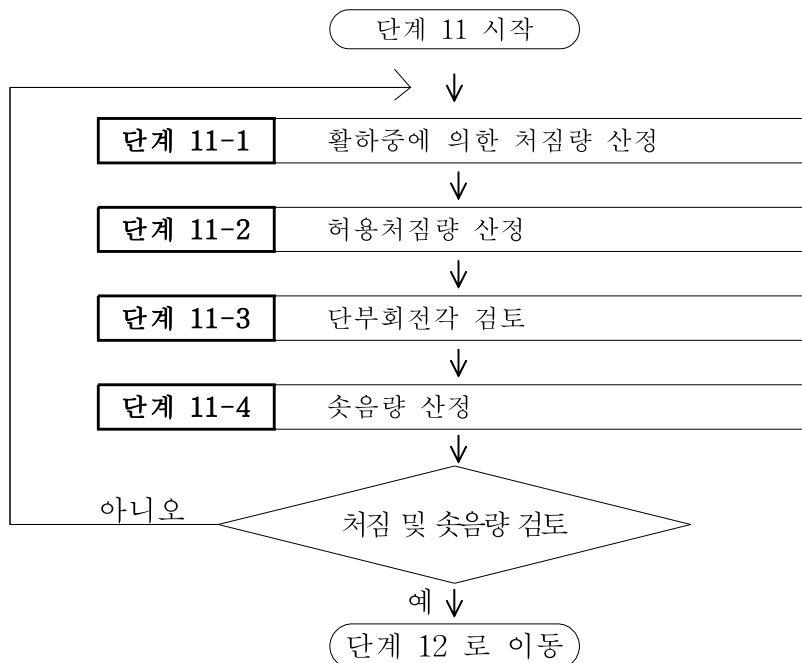 단계 11 시작
단계 11-1 활하중에 의한 처짐량 산정
단계 11-2 허용처짐량 산정
단계 11-3 단부회전각 검토
단계 11-4 솟음량 산정
아니오
처짐 및 솟음량 검토
예
단계 12 로 이동